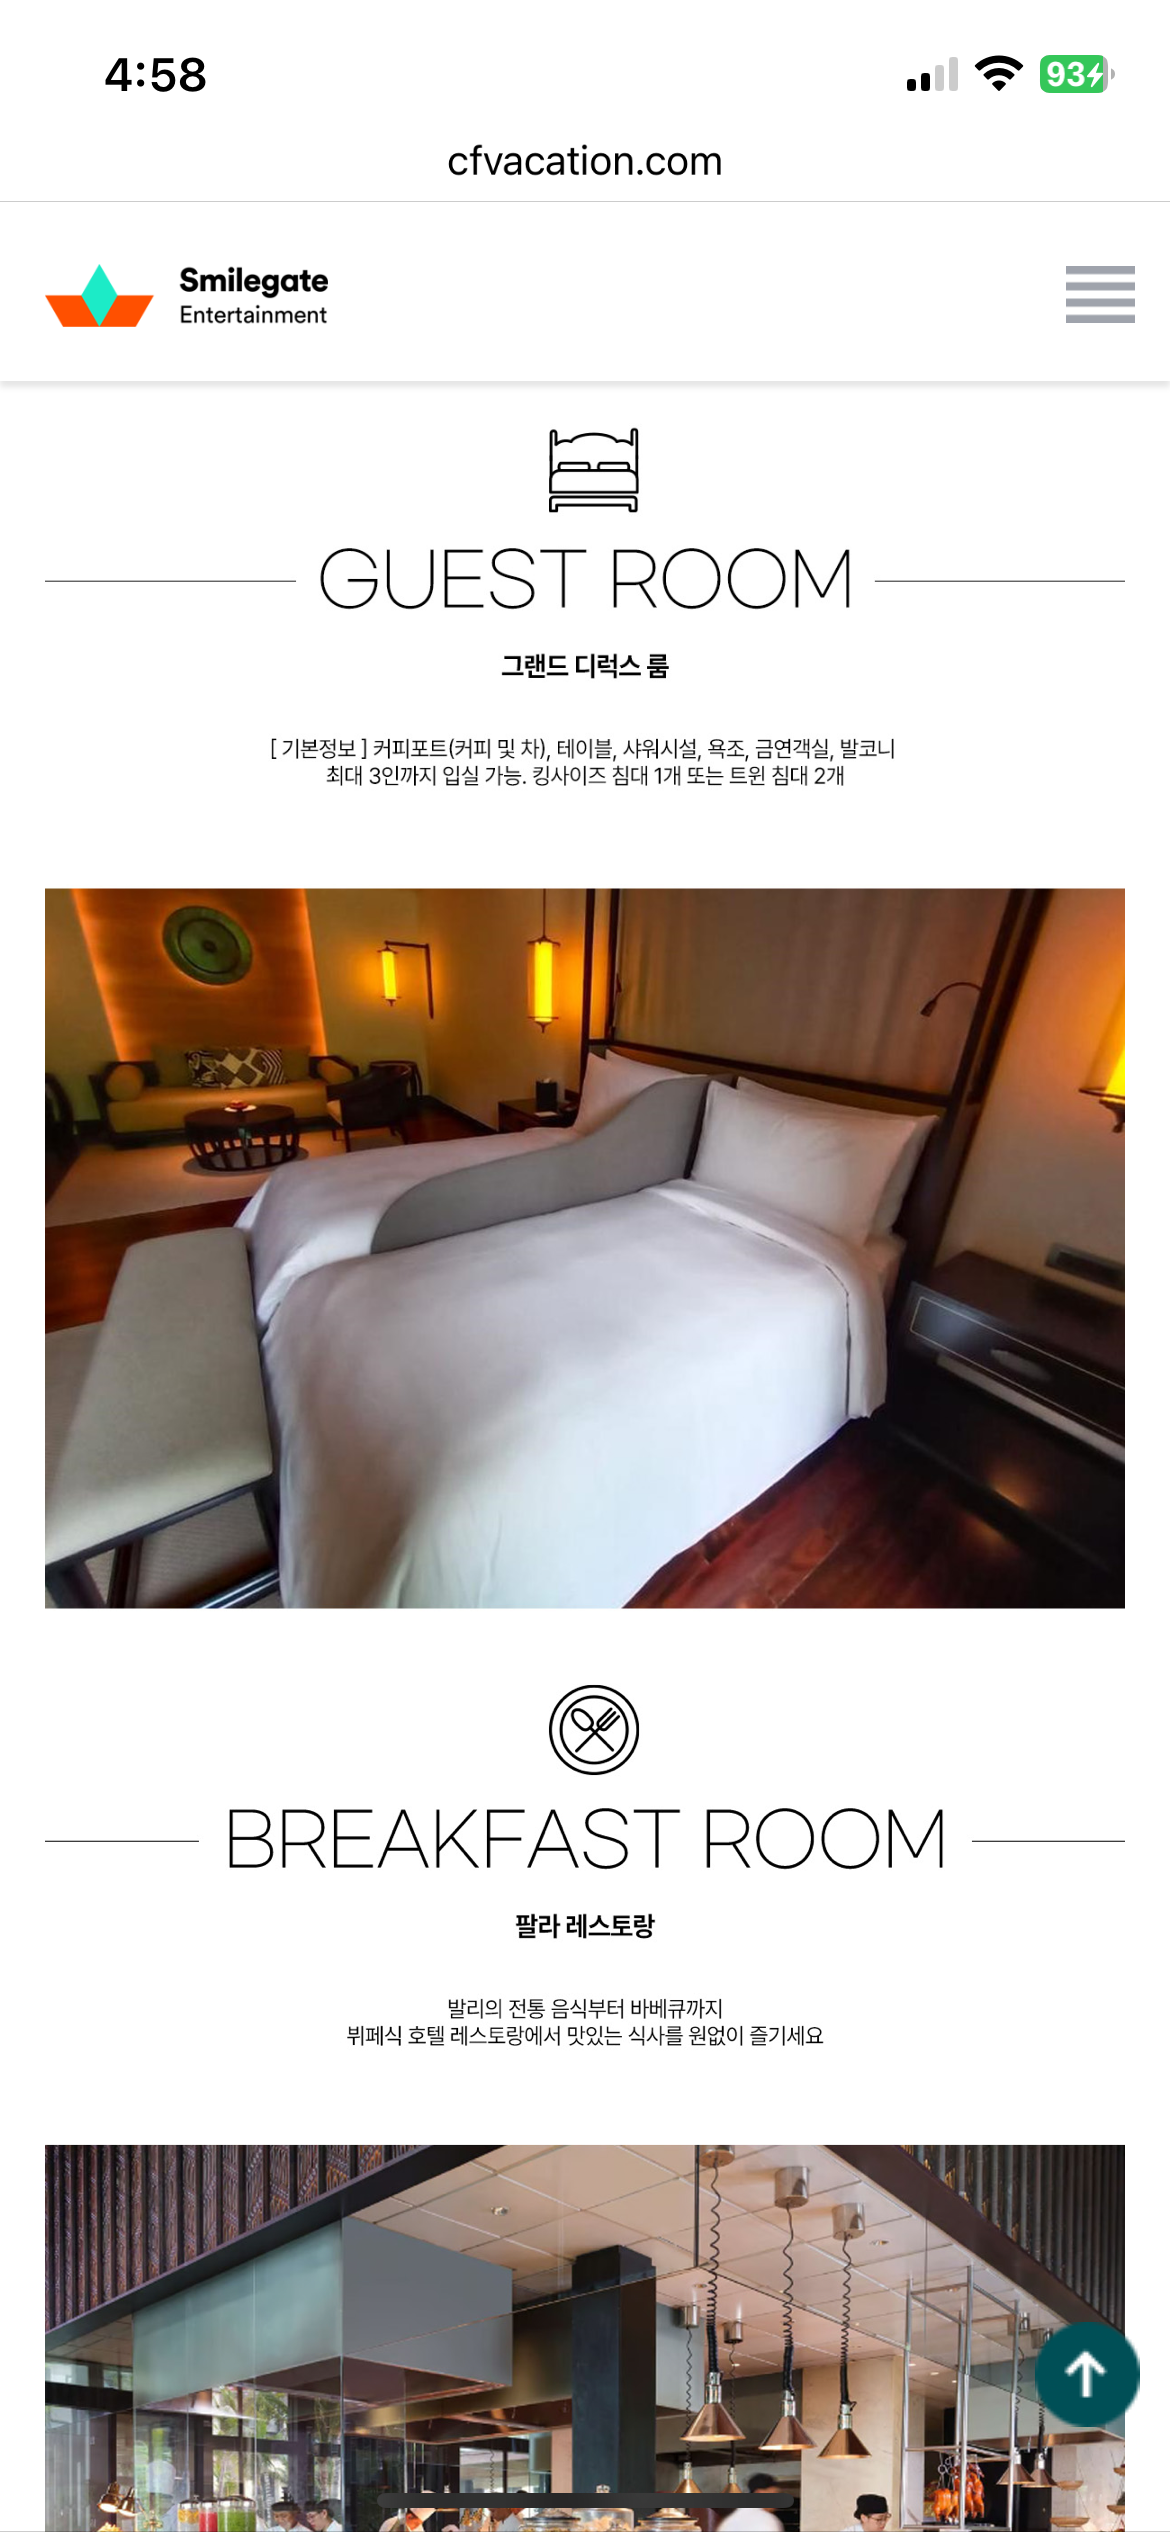 4:58
93
cfvacation.com
Smilegate
Entertainment
GUEST ROOM
그랜드 디럭스 룸
[ 기본정보 ] 커피포트(커피 및 차), 테이블, 샤워시설, 욕조, 금연객실, 발코니
최대 3인까지 입실 가능. 킹사이즈 침대 1개 또는 트윈 침대 2개
BREAKFAST ROOM
팔라 레스토랑
발리의 전통 음식부터 바베큐까지
뷔페식 호텔 레스토랑에서 맛있는 식사를 원없이 즐기세요